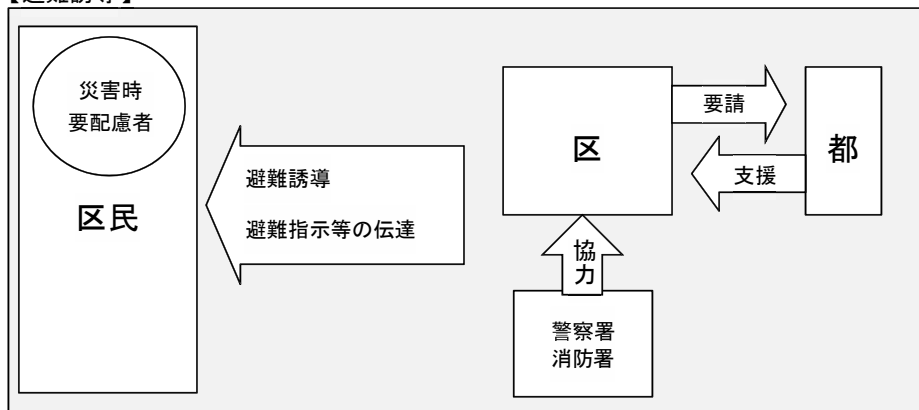 【避難誘導】
災害時
要配慮者
区民
避難誘導
避難指示等の伝達
区
要請
支援
都
協
力
警察署
消防署